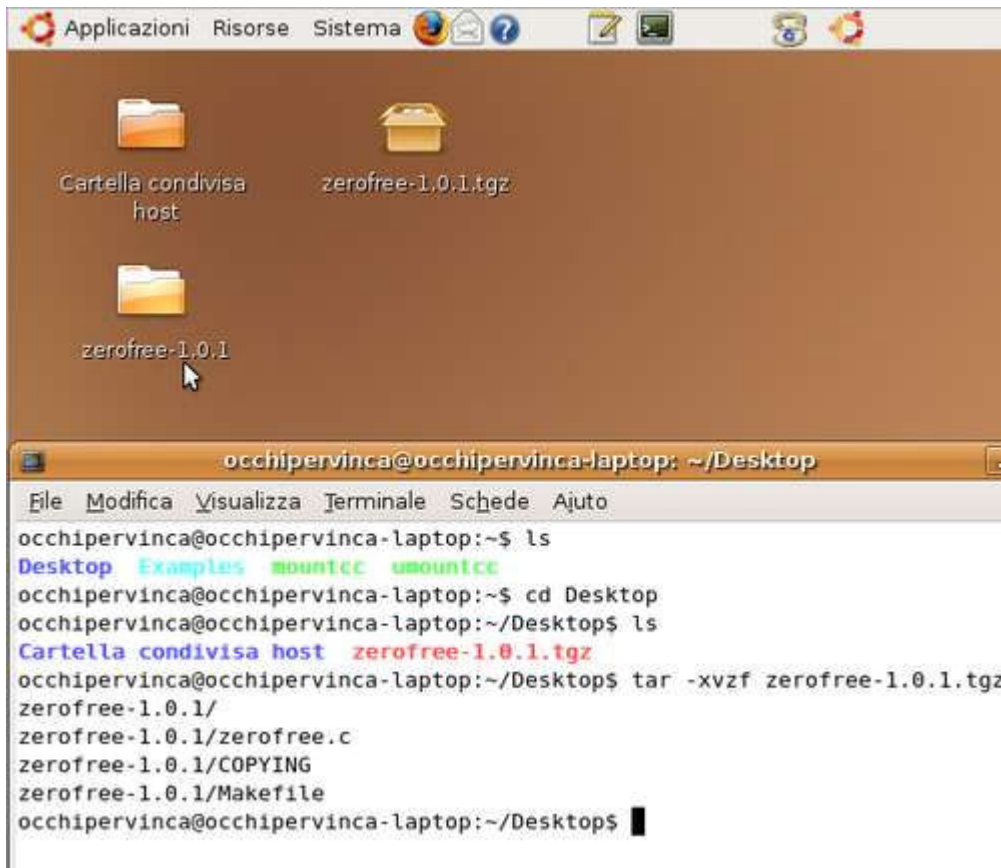 Applicazioni Risorse Sistema
Cartella condivisa
host
zerofree-1.0.1.tgz
zerofree-1.0.1
occhipervinca@occhipervinca-laptop: ~/Desktop
File Modifica Visualizza Terminale Schede Aiuto
occhipervinca@occhipervinca-laptop:~$ ls
Desktop Examples mountcc umountcc
occhipervinca@occhipervinca-laptop:~$ cd Desktop
occhipervinca@occhipervinca-laptop:~/Desktop$ ls
Cartella condivisa host zerofree-1.0.1.tgz
occhipervinca@occhipervinca-laptop:~/Desktop$ tar -xvzf zerofree-1.0.1.tgz
zerofree-1.0.1/
zerofree-1.0.1/zerofree.c
zerofree-1.0.1/COPYING
zerofree-1.0.1/Makefile
occhipervinca@occhipervinca-laptop:~/Desktop$